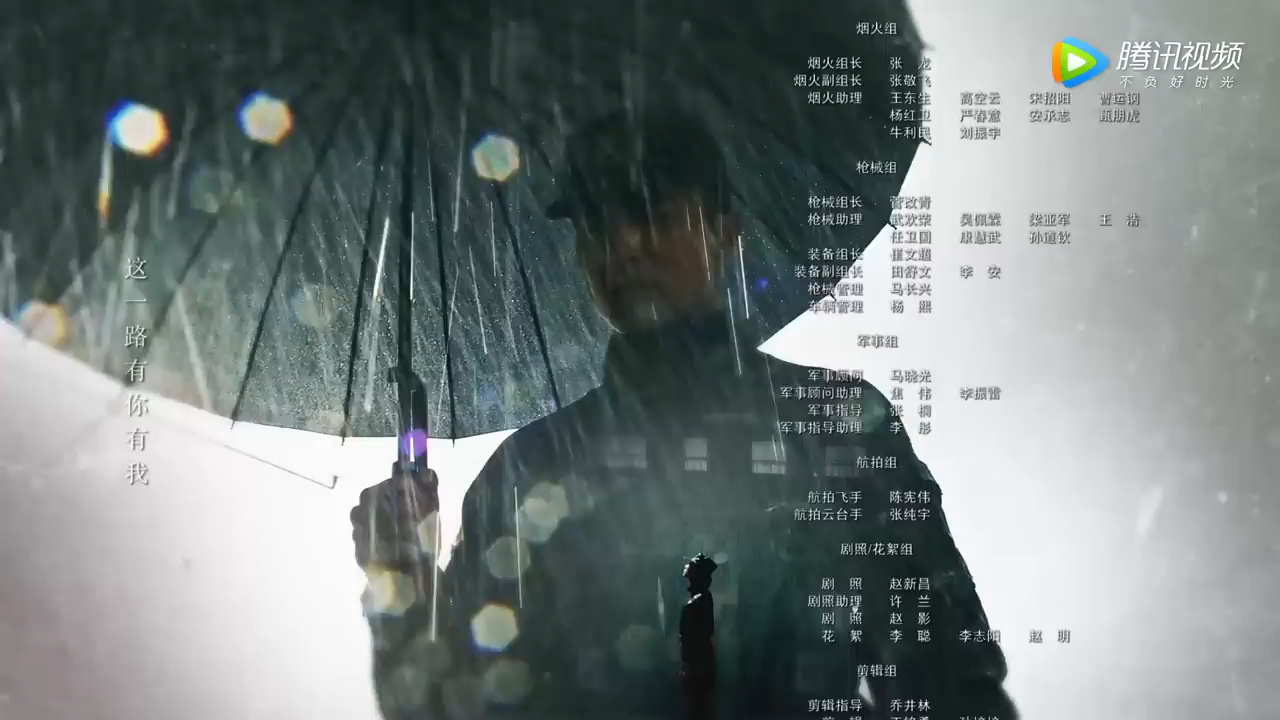 腾讯视频
不负好时光
这一路有你有我
烟火组
烟火组长 张 龙
烟火副组长 张敬飞
烟火助理 王东生 高空云 宋招阳 曹运钢
杨红卫 严春意 安承志 瓦朋虎
牛利民 刘振宇
枪械组
枪械组长 菅改青
枪械助理 武欢荣 吴佩霖 梁亚军 王 浩
任卫国 康慧武 孙道钦
装备组长 崔文超
装备副组长 田舒文 李 安
枪械管理 马长兴
车辆管理 杨 熙
军事组
军事顾问 马晓光
军事顾问助理 焦 伟 李振雷
军事指导 张 桐
军事指导助理 李 彤
航拍组
航拍飞手 陈宪伟
航拍云台手 张纯宇
剧照/花絮组
剧 照 赵新昌
剧照助理 许 兰
剧 照 赵 影
花 絮 李 聪 李志阳 赵 明
剪辑组
剪辑指导 乔井林